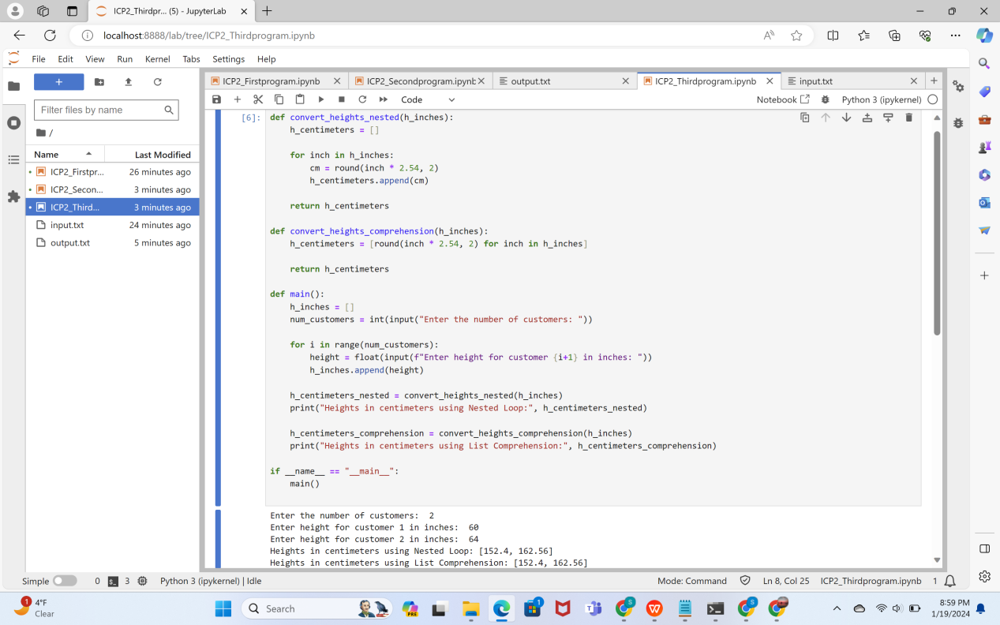 ICP2_Thirdpr... (5) - JupyterLab
localhost:8888/lab/tree/ICP2_Thirdprogram.ipynb
File Edit View Run Kernel Tabs Settings Help
ICP2_Firstprogram.ipynb ICP2_Secondprogram.ipynb output.txt ICP2_Thirdprogram.ipynb input.txt
Code Notebook Python 3 (ipykernel)
Filter files by name
/
Name Last Modified
ICP2_Firstpr... 26 minutes ago
ICP2_Secon... 3 minutes ago
ICP2_Third... 3 minutes ago
input.txt 24 minutes ago
output.txt 5 minutes ago
[6]: def convert_heights_nested(h_inches):
    h_centimeters = []

    for inch in h_inches:
        cm = round(inch * 2.54, 2)
        h_centimeters.append(cm)

    return h_centimeters

def convert_heights_comprehension(h_inches):
    h_centimeters = [round(inch * 2.54, 2) for inch in h_inches]

    return h_centimeters

def main():
    h_inches = []
    num_customers = int(input("Enter the number of customers: "))

    for i in range(num_customers):
        height = float(input(f"Enter height for customer {i+1} in inches: "))
        h_inches.append(height)

    h_centimeters_nested = convert_heights_nested(h_inches)
    print("Heights in centimeters using Nested Loop:", h_centimeters_nested)

    h_centimeters_comprehension = convert_heights_comprehension(h_inches)
    print("Heights in centimeters using List Comprehension:", h_centimeters_comprehension)

if __name__ == "__main__":
    main()

Enter the number of customers:  2
Enter height for customer 1 in inches:  60
Enter height for customer 2 in inches:  64
Heights in centimeters using Nested Loop: [152.4, 162.56]
Heights in centimeters using List Comprehension: [152.4, 162.56]
Simple 0 $_ 3 Python 3 (ipykernel) | Idle Mode: Command Ln 8, Col 25 ICP2_Thirdprogram.ipynb 1
1 4°F
Clear
Search
PRE
1
S
S
8:59 PM
1/19/2024